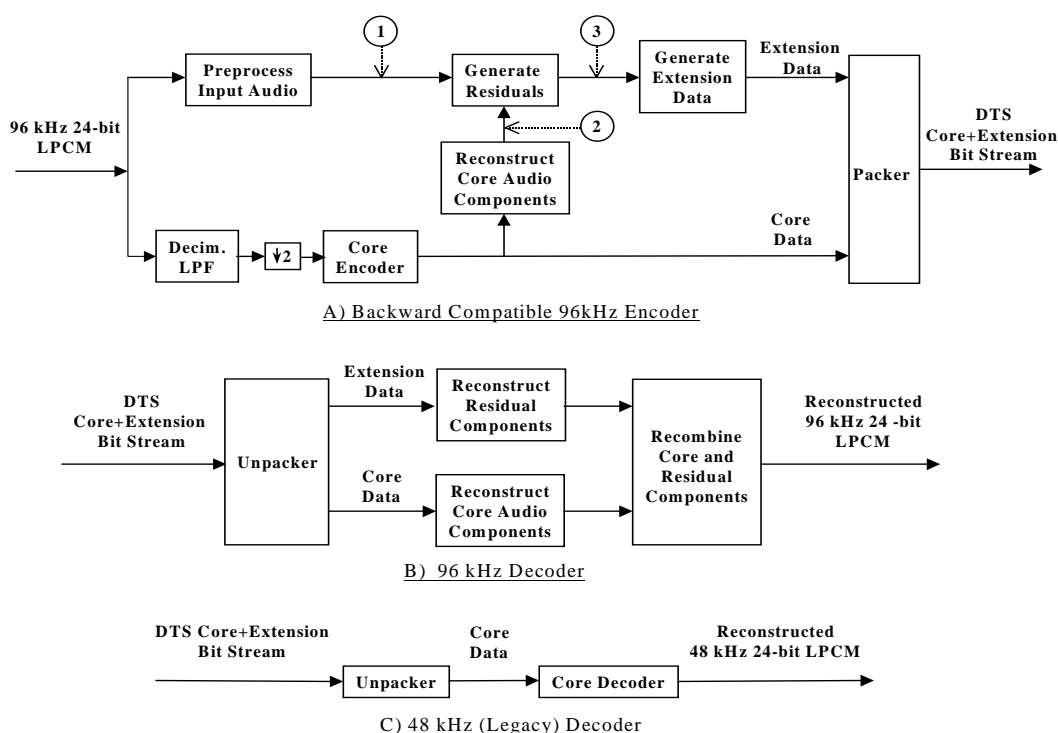 1
3
Preprocess
Input Audio
Generate
Residuals
Generate
Extension
Data
Extension
Data
96 kHz 24-bit
LPCM
2
DTS
Core+Extension
Bit Stream
Reconstruct
Core Audio
Components
Packer
Decim.
LPF
↓2
Core
Encoder
Core
Data
A) Backward Compatible 96kHz Encoder
DTS
Core+Extension
Bit Stream
Unpacker
Extension
Data
Reconstruct
Residual
Components
Core
Data
Reconstruct
Core Audio
Components
Recombine
Core and
Residual
Components
Reconstructed
96 kHz 24 -bit
LPCM
B) 96 kHz Decoder
DTS Core+Extension
Bit Stream
Unpacker
Core
Data
Core Decoder
Reconstructed
48 kHz 24-bit LPCM
C) 48 kHz (Legacy) Decoder